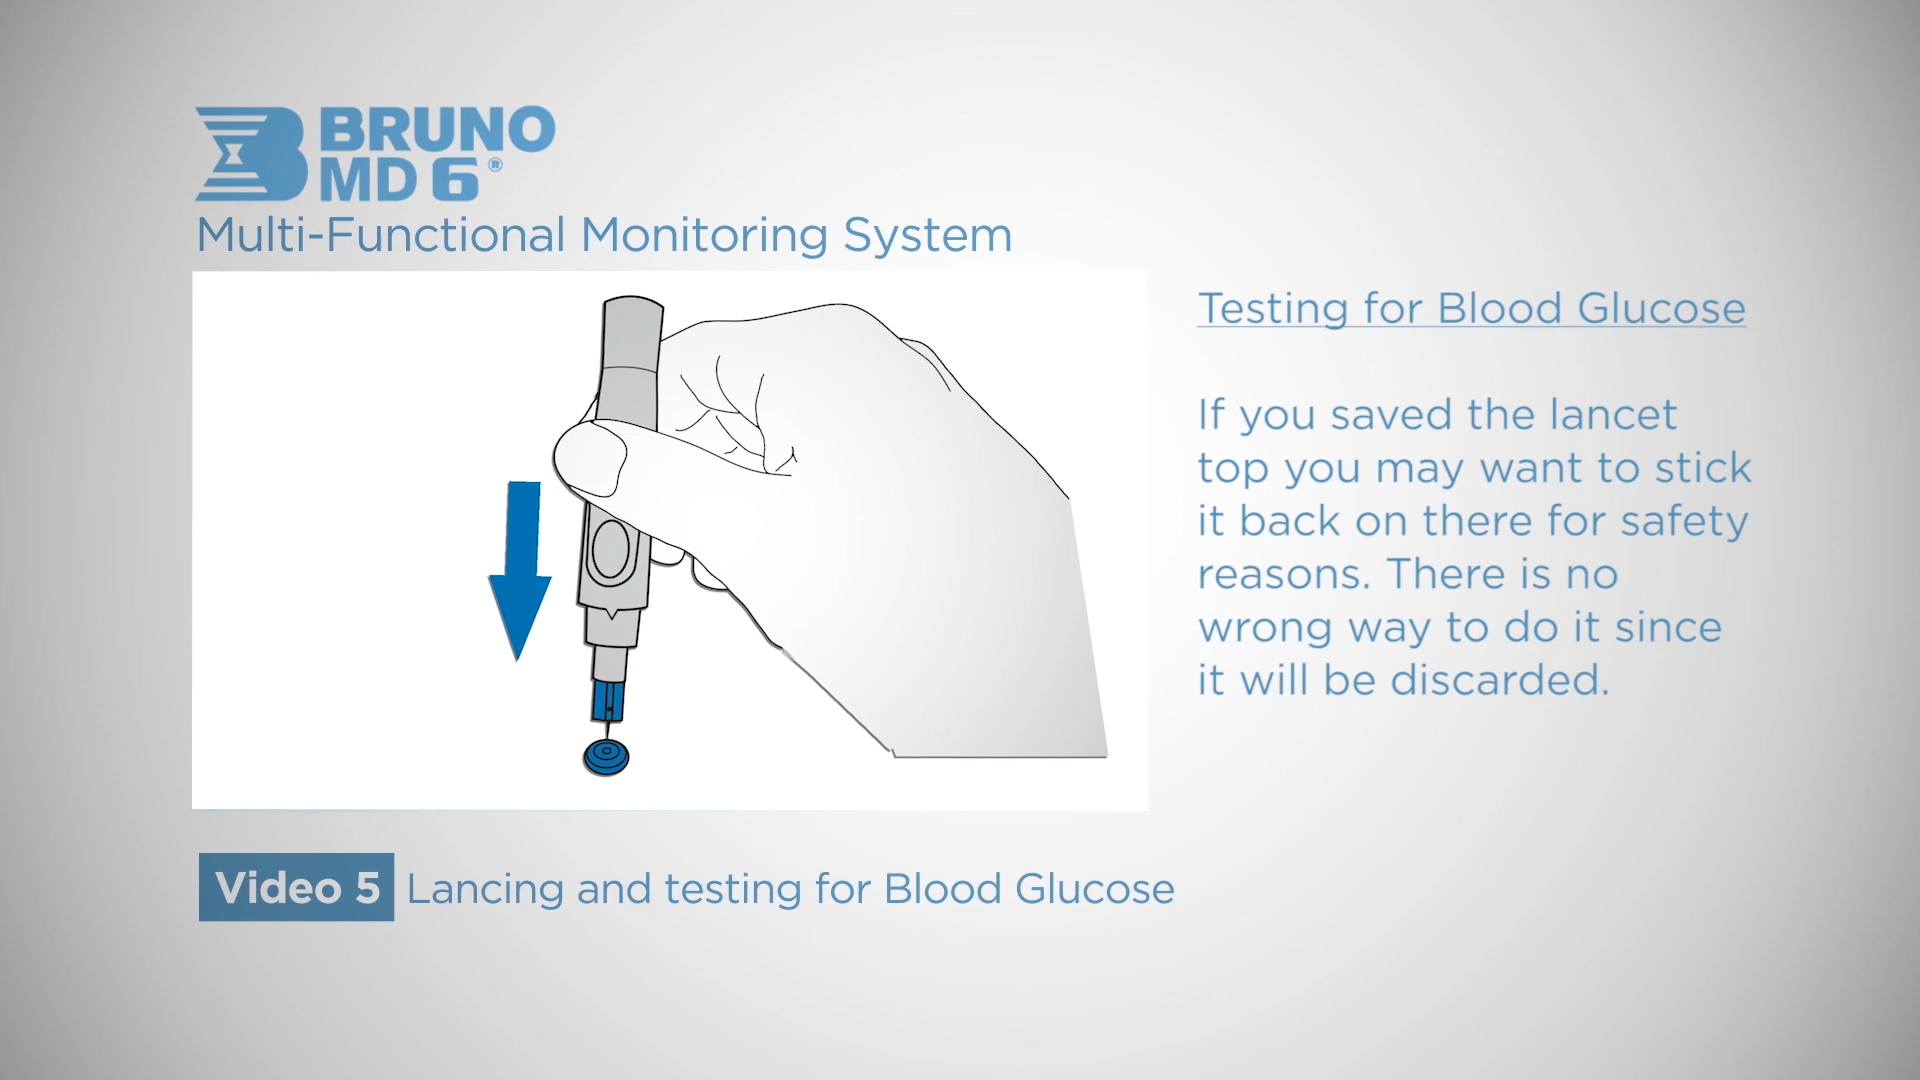 BRUNO
MD 6®
Multi-Functional Monitoring System
Testing for Blood Glucose
If you saved the lancet
top you may want to stick
it back on there for safety
reasons. There is no
wrong way to do it since
it will be discarded.
Video 5 Lancing and testing for Blood Glucose